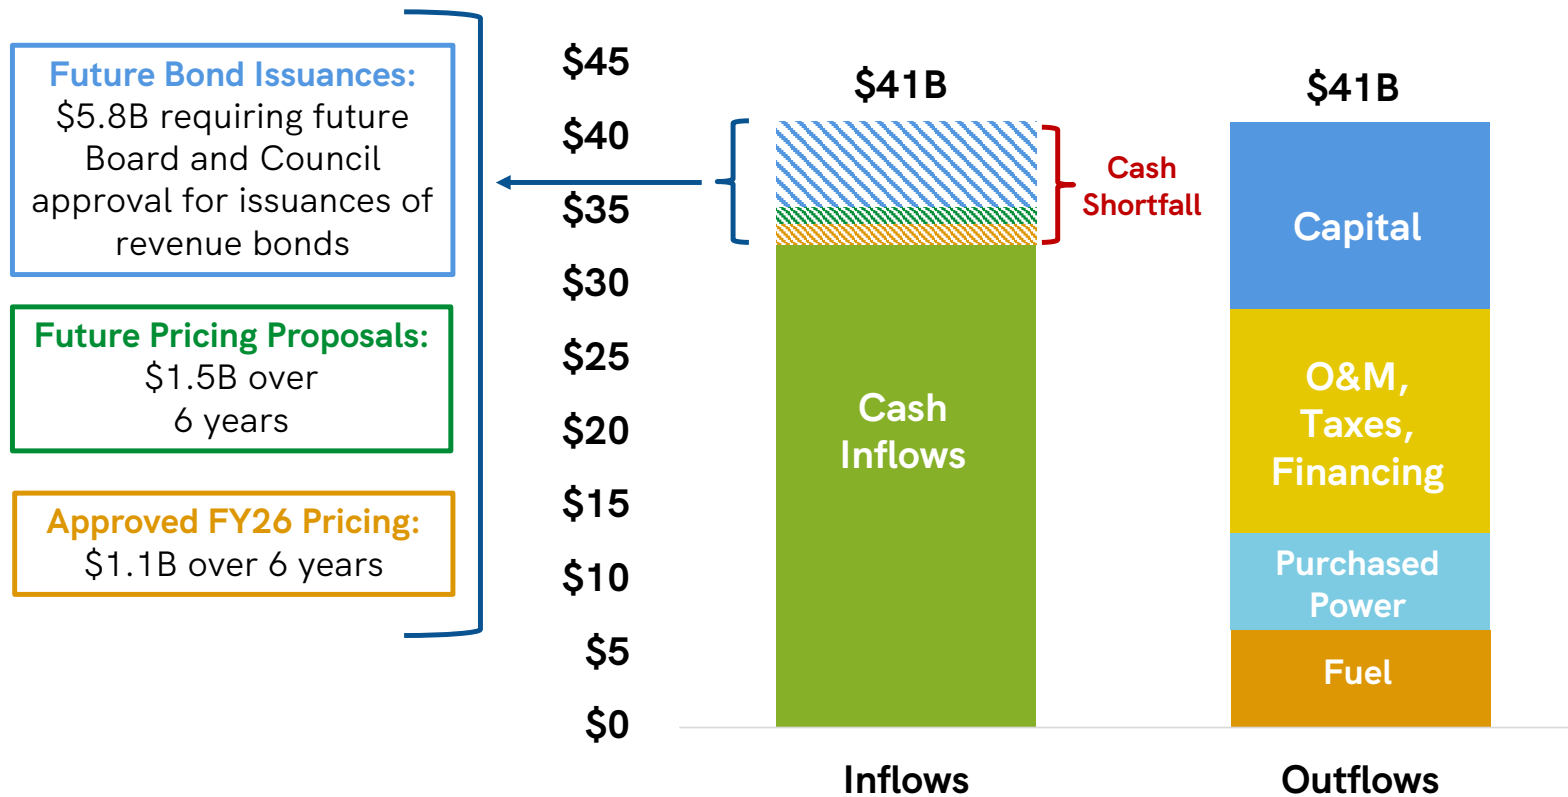 Future Bond Issuances:
$5.8B requiring future
Board and Council
approval for issuances of
revenue bonds
Future Pricing Proposals:
$1.5B over
6 years
Approved FY26 Pricing:
$1.1B over 6 years
$45
$40
$35
$30
$25
$20
$15
$10
$5
$0
$41B
Cash
Shortfall
Cash
Inflows
Inflows
$41B
Capital
O&M,
Taxes,
Financing
Purchased
Power
Fuel
Outflows